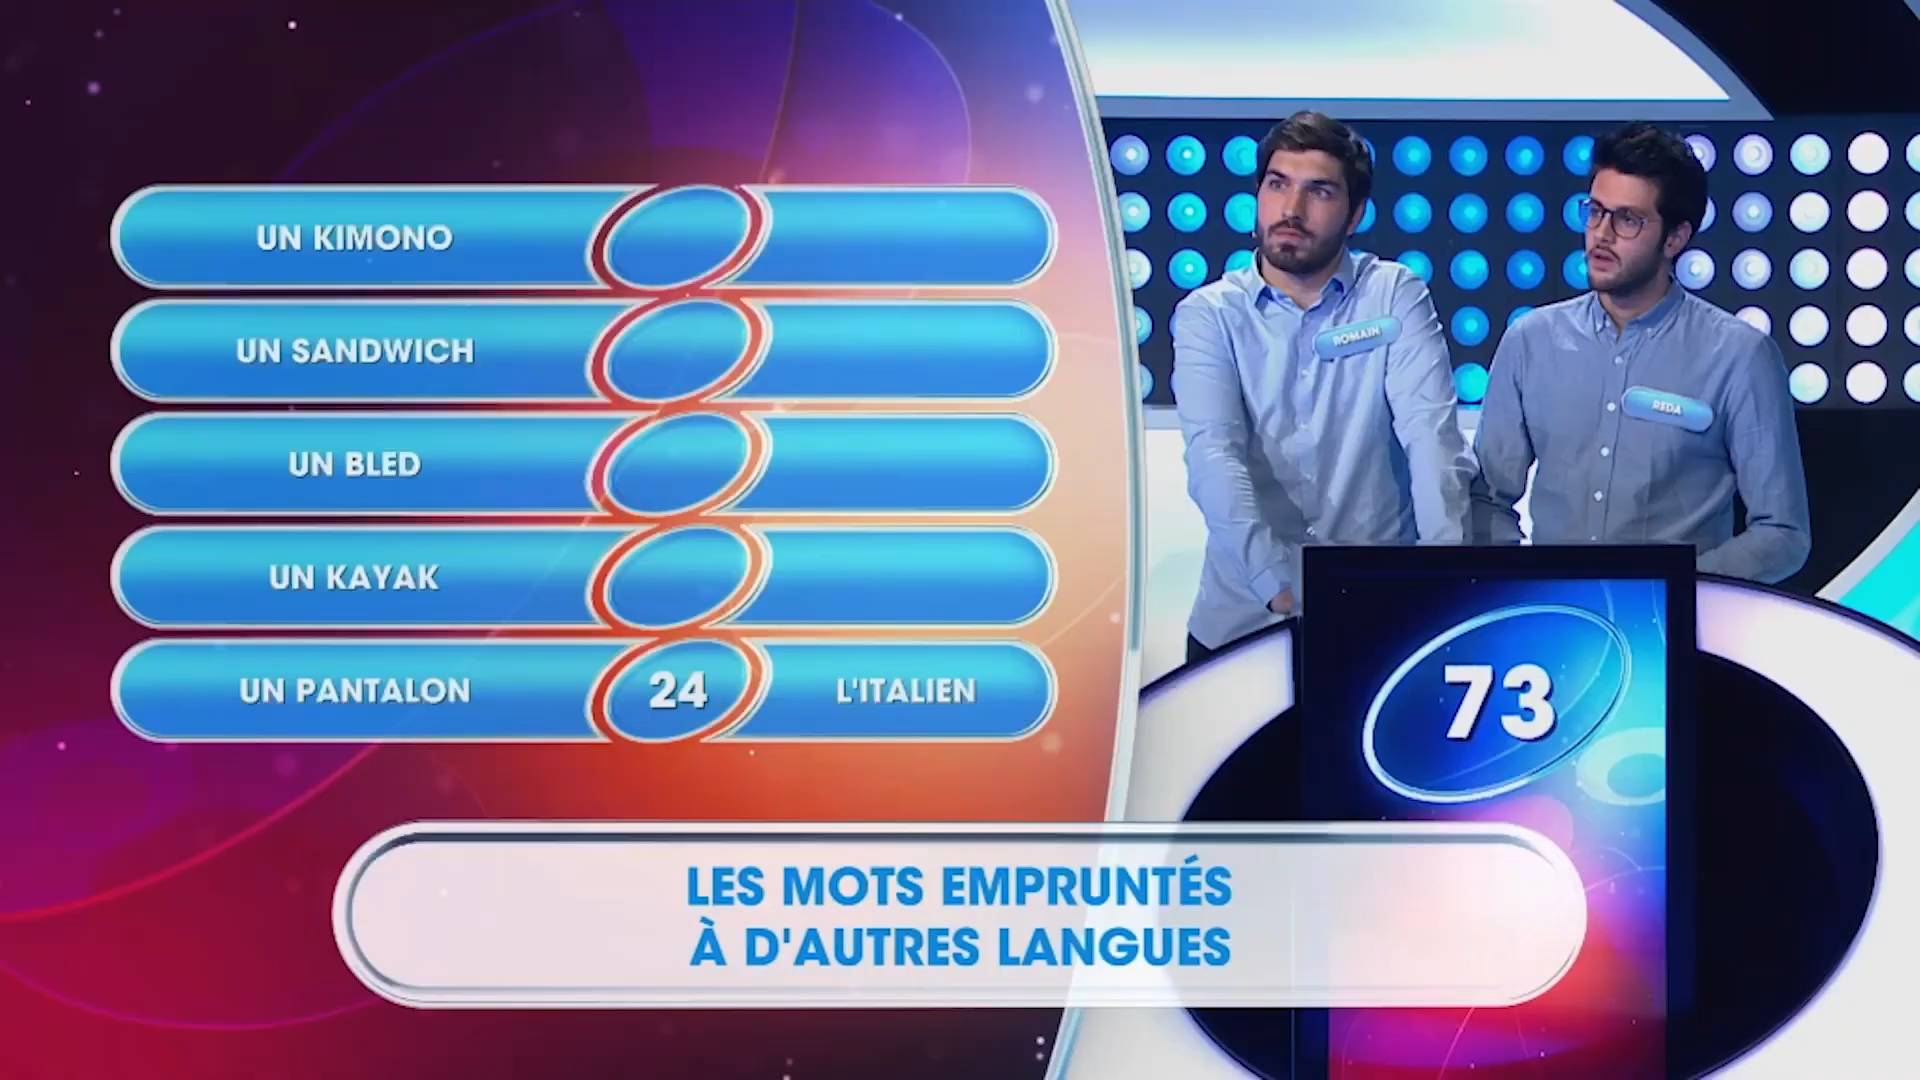 UN KIMONO
UN SANDWICH
UN BLED
UN KAYAK
UN PANTALON 24 L'ITALIEN
ROMAIN
REDA
73
LES MOTS EMPRUNTÉS
À D'AUTRES LANGUES